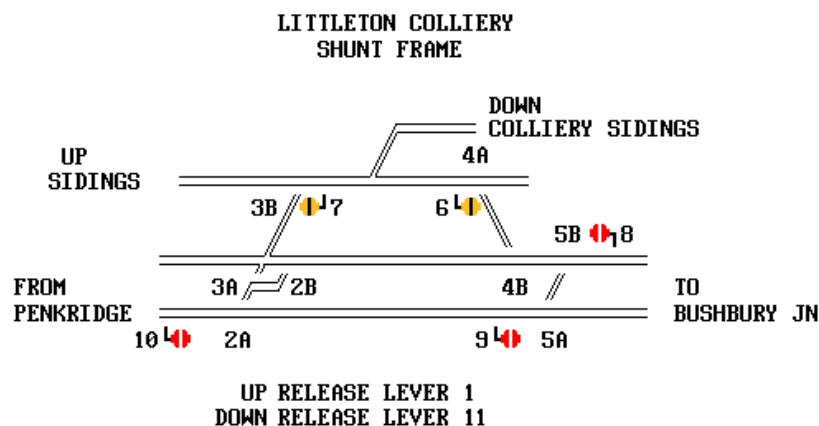 LITTLETON COLLIERY
SHUNT FRAME
DOWN
COLLIERY SIDINGS
4A
UP
SIDINGS
3B 7 6
5B 8
FROM
PENKRIDGE
3A 2B 4B
TO
BUSHBURY JN
10 2A 9 5A
UP RELEASE LEVER 1
DOWN RELEASE LEVER 11